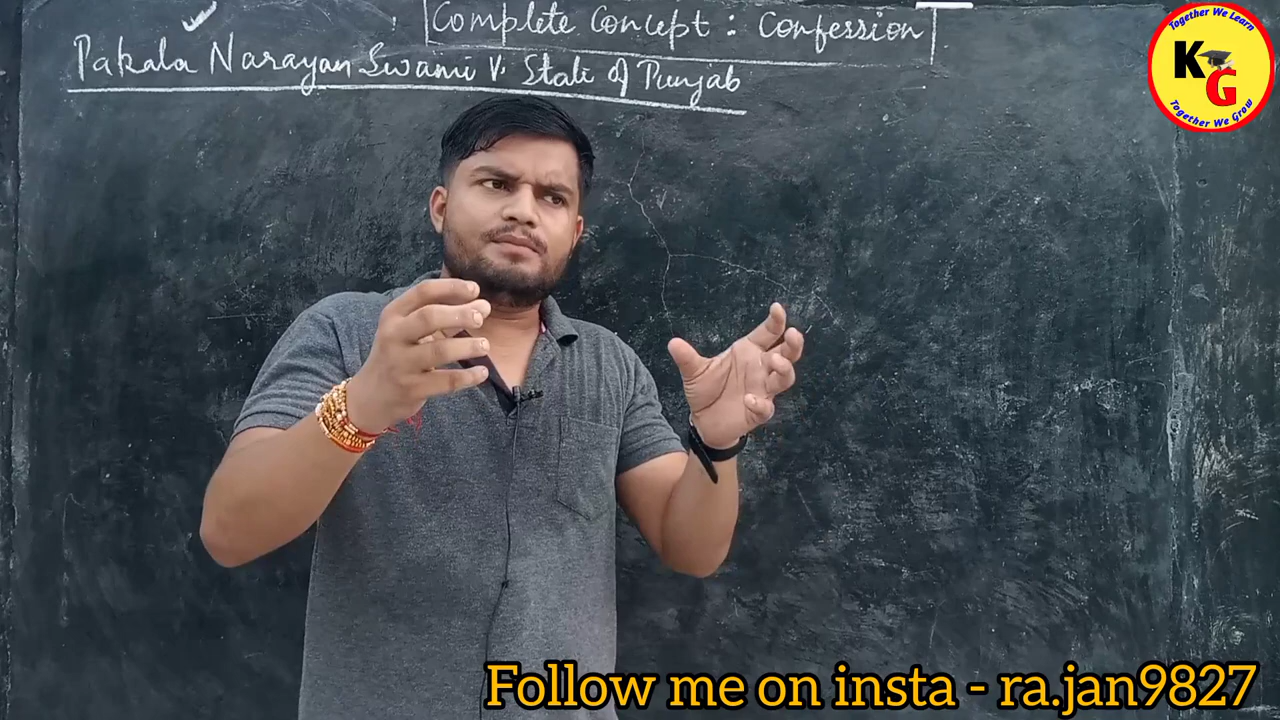 Complete Concept : Confession
Pakala Narayan Swami V. State of Punjab
Together We Learn
KG
Together We Grow
Follow me on insta - ra.jan9827